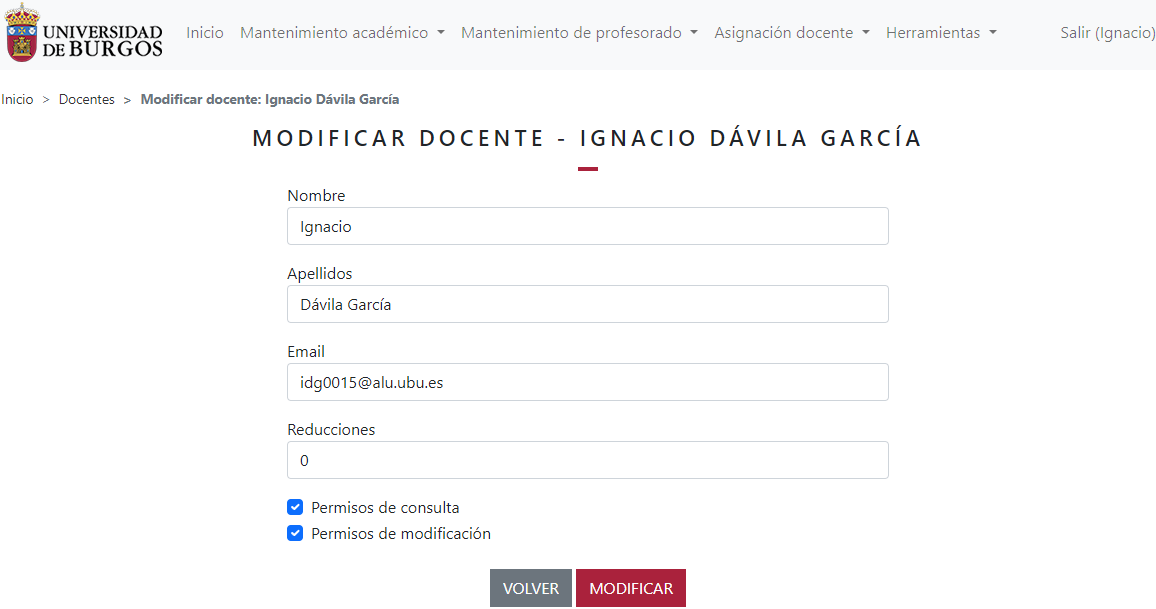 UNIVERSIDAD
DE BURGOS
Inicio Mantenimiento académico Mantenimiento de profesorado Asignación docente Herramientas Salir (Ignacio)
Inicio > Docentes > Modificar docente: Ignacio Dávila García
MODIFICAR DOCENTE - IGNACIO DÁVILA GARCÍA
Nombre
Ignacio
Apellidos
Dávila García
Email
idg0015@alu.ubu.es
Reducciones
0
Permisos de consulta
Permisos de modificación
VOLVER MODIFICAR